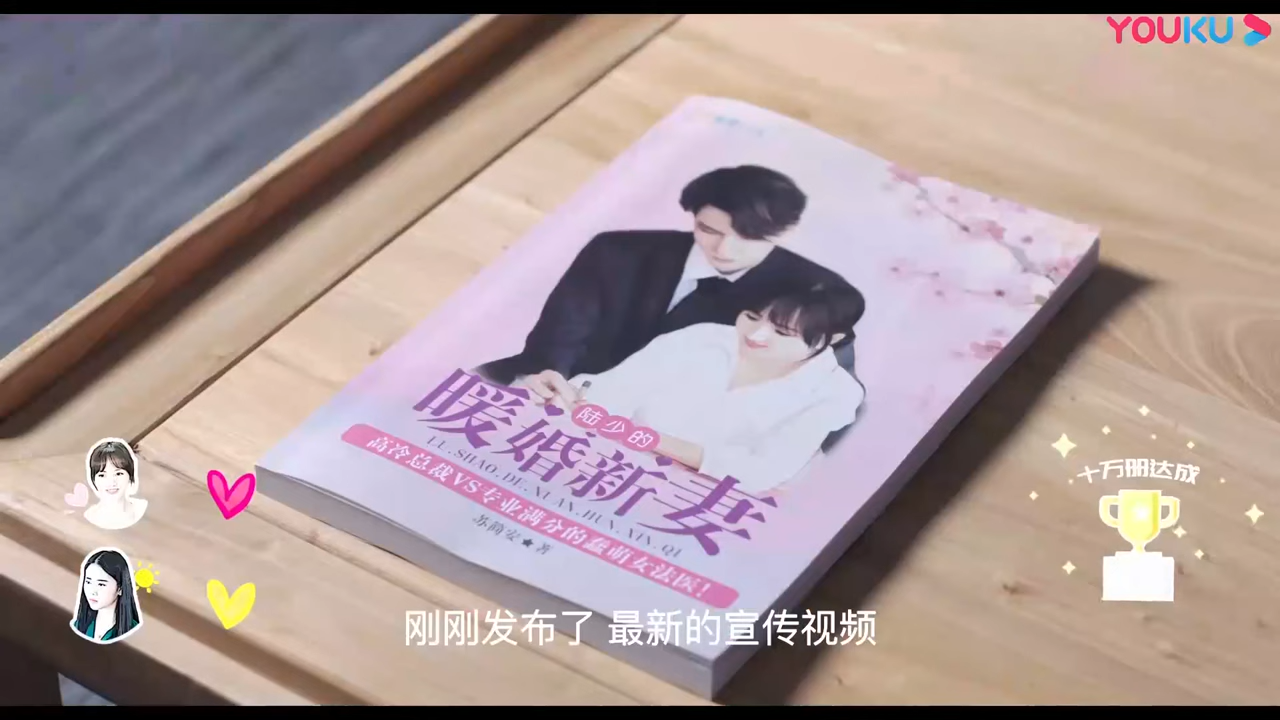 YOUKU
陆少的
暖婚新妻
LU.SHAO.DE.NUAN.HUN.XIN.QI
高冷总裁VS专业满分的蠢萌女法医!
苏简安★著
十万册达成
刚刚发布了 最新的宣传视频